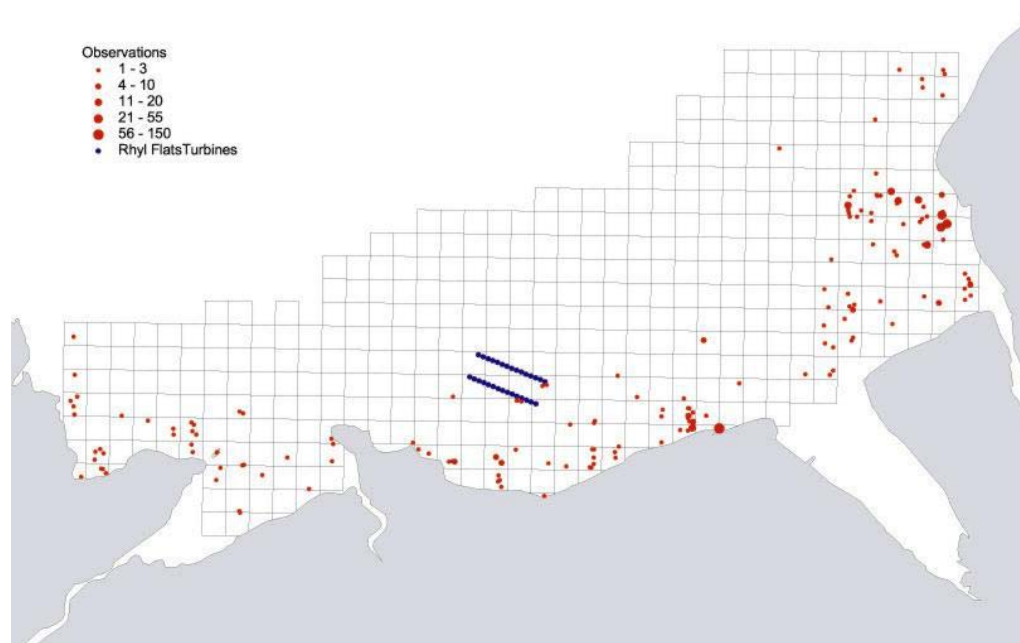 Observations
1 - 3
4 - 10
11 - 20
21 - 55
56 - 150
Rhyl FlatsTurbines